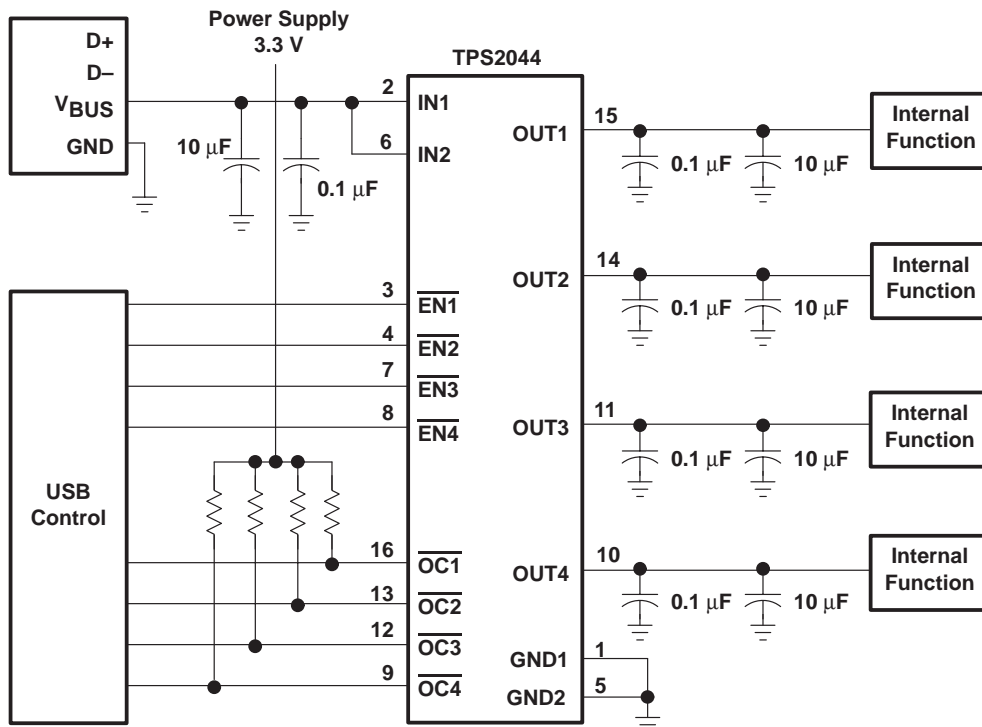 Power Supply
3.3 V
TPS2044
D+
D–
VBUS
GND
10 μF
0.1 μF
2
IN1
6
IN2
3
EN1
4
EN2
7
EN3
8
EN4
USB
Control
16
OC1
13
OC2
12
OC3
9
OC4
OUT1
15
0.1 μF
10 μF
Internal
Function
OUT2
14
0.1 μF
10 μF
Internal
Function
OUT3
11
0.1 μF
10 μF
Internal
Function
OUT4
10
0.1 μF
10 μF
Internal
Function
GND1
1
GND2
5